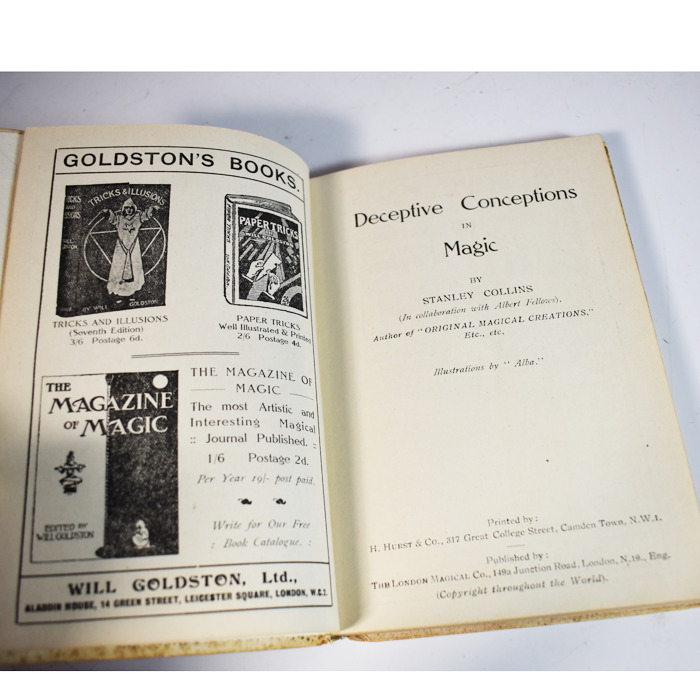 GOLDSTON'S BOOKS.
TRICKS & ILLUSIONS
BY WILL GOLDSTON
TRICKS AND ILLUSIONS
(Seventh Edition)
3/6 Postage 6d.
PAPER TRICKS
PAPER TRICKS
Well Illustrated & Printed
2/6 Postage 4d.
THE
MAGAZINE
OF MAGIC
EDITED BY
WILL GOLDSTON
THE MAGAZINE OF
MAGIC
The most Artistic and
Interesting Magical
:: Journal Published. ::
1/6 Postage 2d.
Per Year 19/- post paid.
Write for Our Free
: Book Catalogue. :
WILL GOLDSTON, Ltd.,
ALADDIN HOUSE, 14 GREEN STREET, LEICESTER SQUARE, LONDON, W.C.2.
Deceptive Conceptions
IN
Magic
BY
STANLEY COLLINS
(In collaboration with Albert Fellows).
Author of "ORIGINAL MAGICAL CREATIONS."
Etc., etc.
Illustrations by "Alba."
Printed by:
H. HURST & CO., 317 Great College Street, Camden Town, N.W.1.
Published by:
THE LONDON MAGICAL CO., 149a Junction Road, London, N.19., Eng.
(Copyright throughout the World).